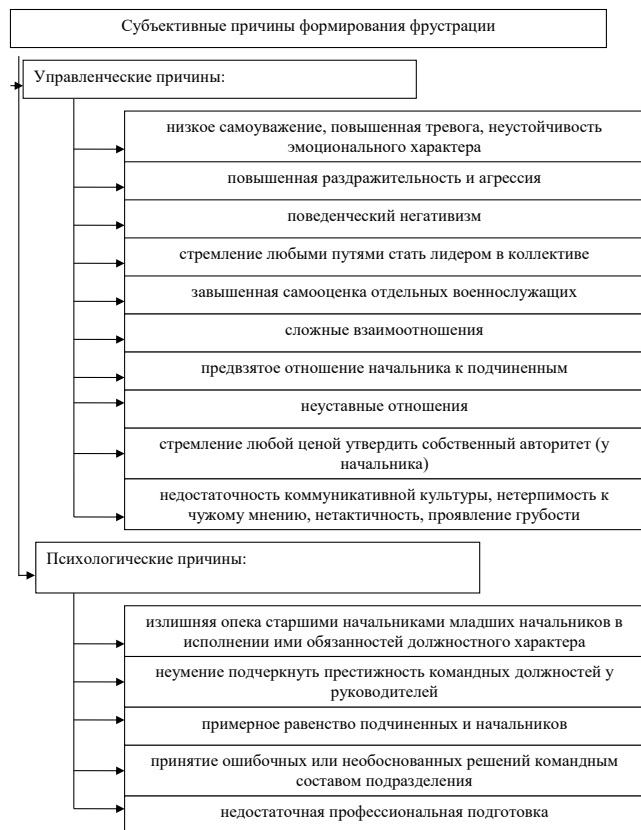 Субъективные причины формирования фрустрации
Управленческие причины:
низкое самоуважение, повышенная тревога, неустойчивость
эмоционального характера
повышенная раздражительность и агрессия
поведенческий негативизм
стремление любыми путями стать лидером в коллективе
завышенная самооценка отдельных военнослужащих
сложные взаимоотношения
предвзятое отношение начальника к подчиненным
неуставные отношения
стремление любой ценой утвердить собственный авторитет (у
начальника)
недостаточность коммуникативной культуры, нетерпимость к
чужому мнению, нетактичность, проявление грубости
Психологические причины:
излишняя опека старшими начальниками младших начальников в
исполнении ими обязанностей должностного характера
неумение подчеркнуть престижность командных должностей у
руководителей
примерное равенство подчиненных и начальников
принятие ошибочных или необоснованных решений командным
составом подразделения
недостаточная профессиональная подготовка